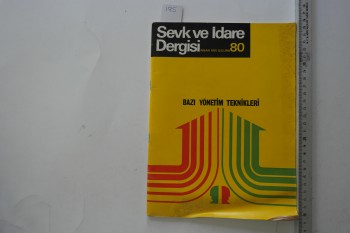 Sevk ve İdare
Dergisi 80
BAZI YÖNETİM TEKNİKLERİ